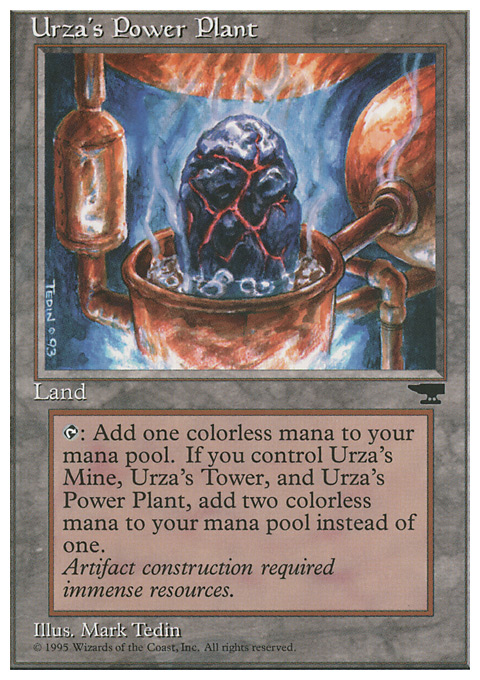 Urza's Power Plant
TEDIN © 93
Land
: Add one colorless mana to your
mana pool. If you control Urza's
Mine, Urza's Tower, and Urza's
Power Plant, add two colorless
mana to your mana pool instead of
one.
Artifact construction required
immense resources.
Illus. Mark Tedin
© 1995 Wizards of the Coast, Inc. All rights reserved.